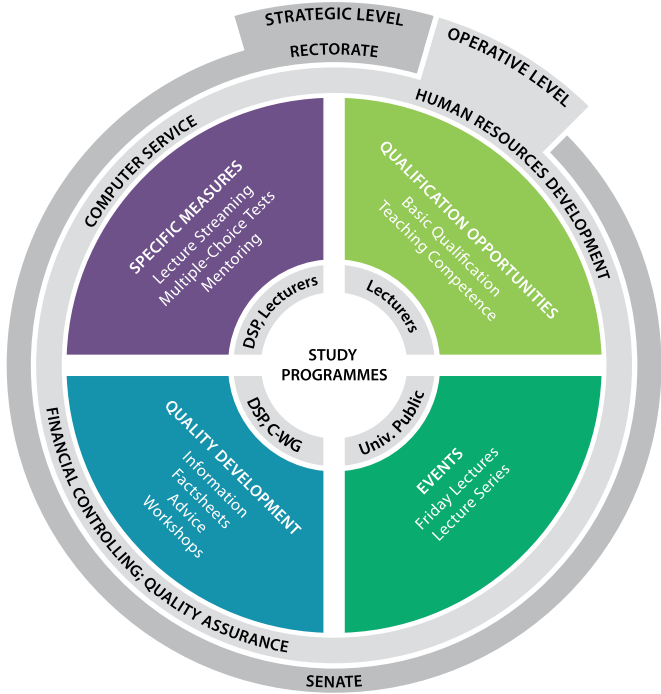 STRATEGIC LEVEL
RECTORATE
OPERATIVE LEVEL
HUMAN RESOURCES DEVELOPMENT
COMPUTER SERVICE
SPECIFIC MEASURES
Lecture Streaming
Multiple-Choice Tests
Mentoring
QUALIFICATION OPPORTUNITIES
Basic Qualification
Teaching Competence
DSP, Lecturers
Lecturers
STUDY
PROGRAMMES
DSP, C-WG
Univ. Public
QUALITY DEVELOPMENT
Information
Factsheets
Advice
Workshops
EVENTS
Friday Lectures
Lecture Series
FINANCIAL CONTROLLING; QUALITY ASSURANCE
SENATE